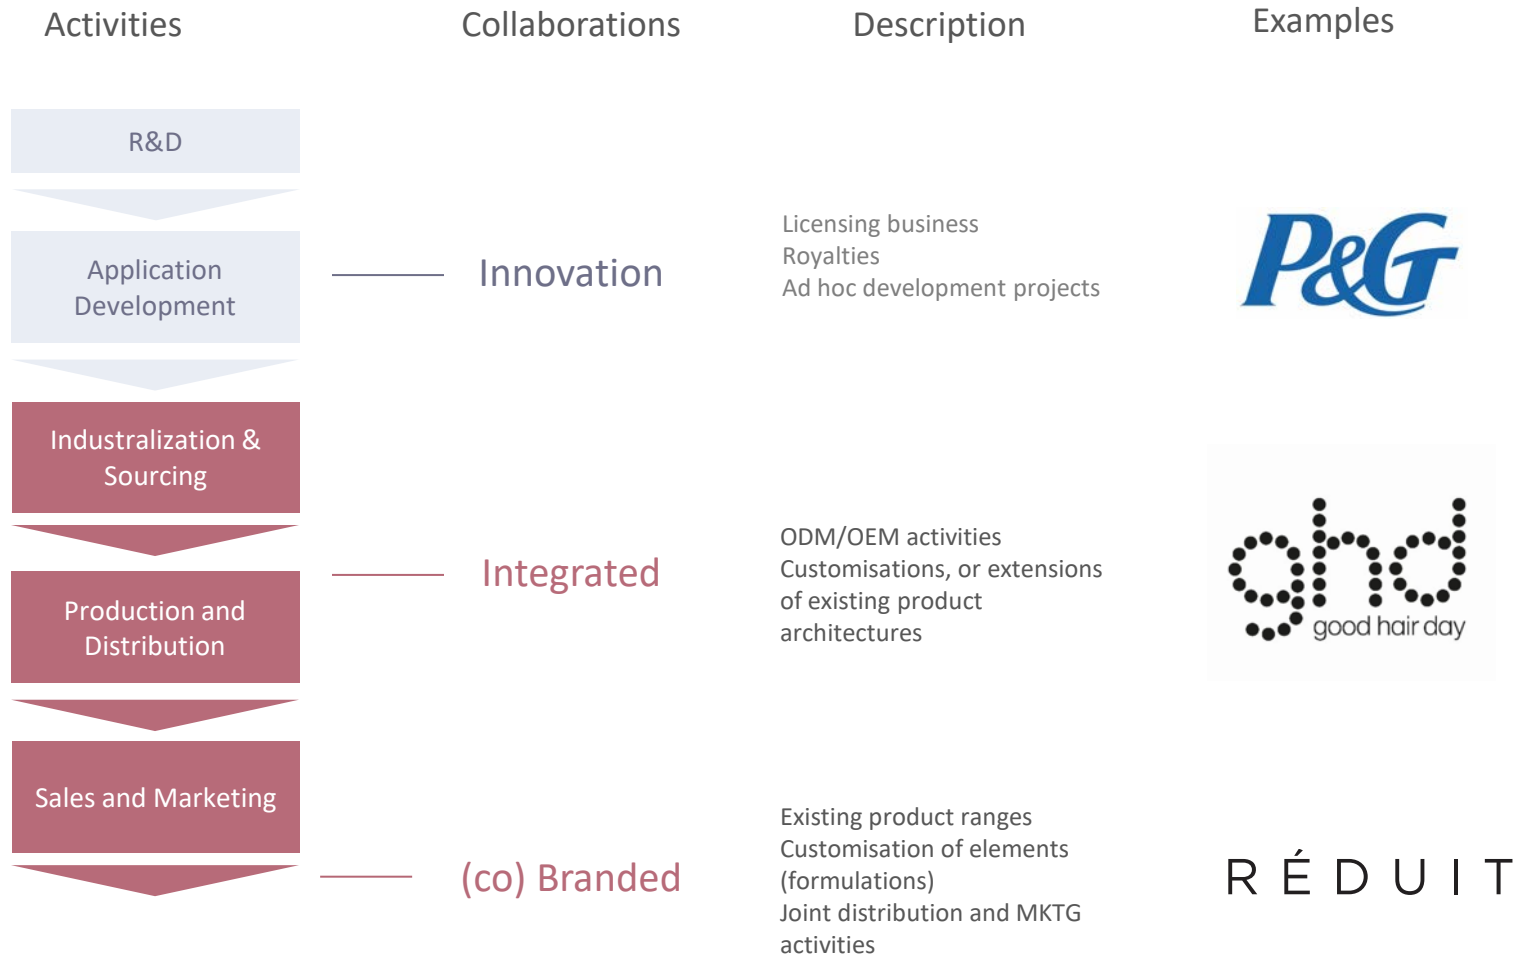 Activities
Collaborations
Description
Examples
R&D
Application
Development
Innovation
Licensing business
Royalties
Ad hoc development projects
P&G
Industralization &
Sourcing
Production and
Distribution
Integrated
ODM/OEM activities
Customisations, or extensions
of existing product
architectures
ghd
good hair day
Sales and Marketing
(co) Branded
Existing product ranges
Customisation of elements
(formulations)
Joint distribution and MKTG
activities
RÉDUIT